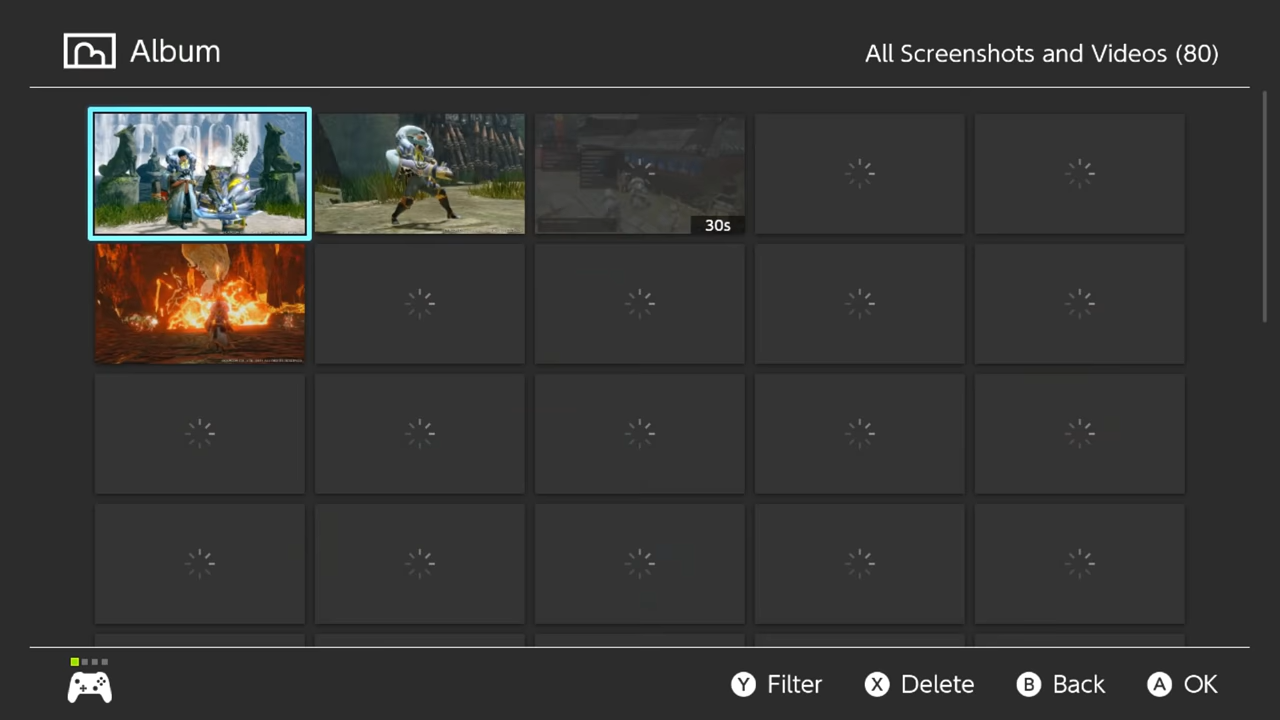 Album
All Screenshots and Videos (80)
30s
Y Filter
X Delete
B Back
A OK